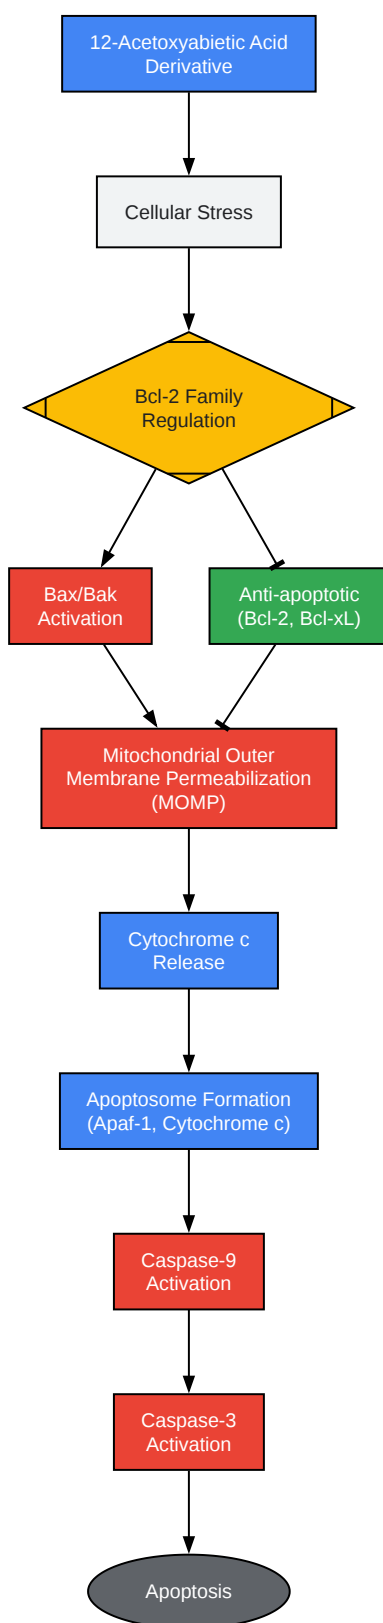 12-Acetoxyabietic Acid
Derivative
Cellular Stress
Bcl-2 Family
Regulation
Bax/Bak
Activation
Anti-apoptotic
(Bcl-2, Bcl-xL)
Mitochondrial Outer
Membrane Permeabilization
(MOMP)
Cytochrome c
Release
Apoptosome Formation
(Apaf-1, Cytochrome c)
Caspase-9
Activation
Caspase-3
Activation
Apoptosis